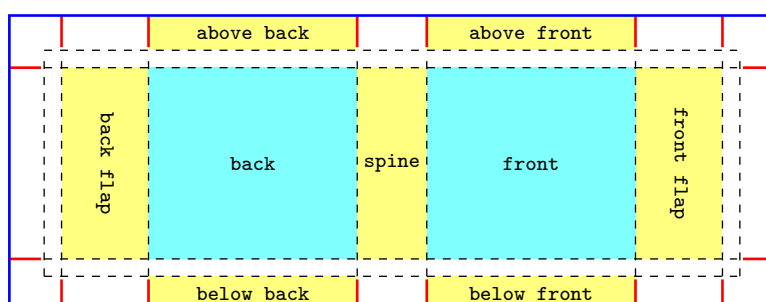 above back
above front
back flap
back
spine
front
front flap
below back
below front